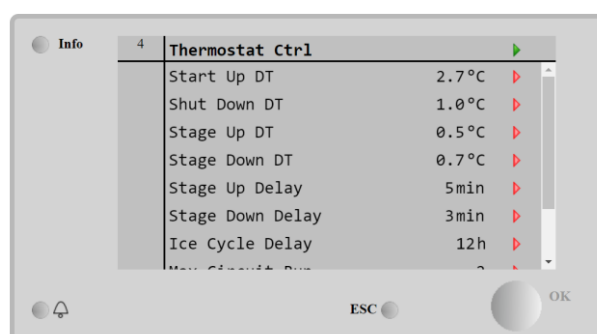 Info
4 Thermostat Ctrl
Start Up DT 2.7°C
Shut Down DT 1.0°C
Stage Up DT 0.5°C
Stage Down DT 0.7°C
Stage Up Delay 5min
Stage Down Delay 3min
Ice Cycle Delay 12h
ESC OK